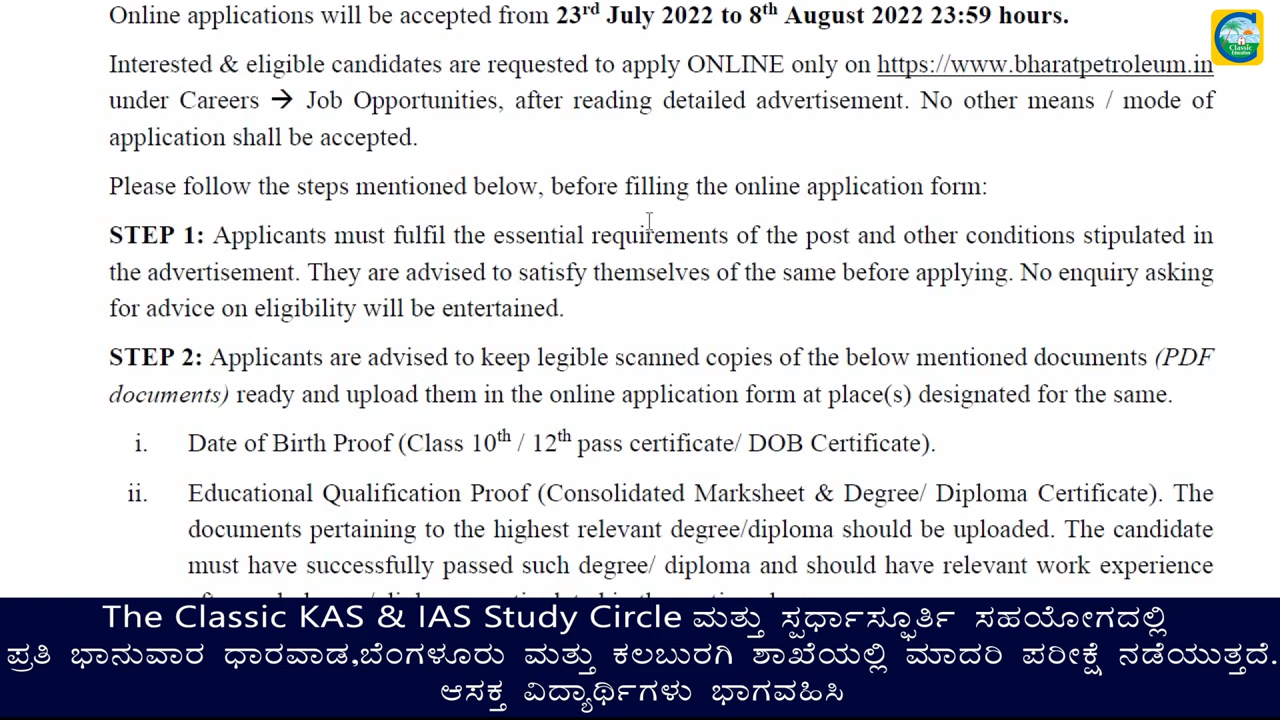 Online applications will be accepted from 23rd July 2022 to 8th August 2022 23:59 hours.
Classic
Education
Interested & eligible candidates are requested to apply ONLINE only on https://www.bharatpetroleum.in
under Careers → Job Opportunities, after reading detailed advertisement. No other means / mode of
application shall be accepted.
Please follow the steps mentioned below, before filling the online application form:
STEP 1: Applicants must fulfil the essential requirements of the post and other conditions stipulated in
the advertisement. They are advised to satisfy themselves of the same before applying. No enquiry asking
for advice on eligibility will be entertained.
STEP 2: Applicants are advised to keep legible scanned copies of the below mentioned documents (PDF
documents) ready and upload them in the online application form at place(s) designated for the same.
i. Date of Birth Proof (Class 10th / 12th pass certificate/ DOB Certificate).
ii. Educational Qualification Proof (Consolidated Marksheet & Degree/ Diploma Certificate). The
documents pertaining to the highest relevant degree/diploma should be uploaded. The candidate
must have successfully passed such degree/ diploma and should have relevant work experience
The Classic KAS & IAS Study Circle ಮತ್ತು ಸ್ಪರ್ಧಾಸ್ಫೂರ್ತಿ ಸಹಯೋಗದಲ್ಲಿ
ಪ್ರತಿ ಭಾನುವಾರ ಧಾರವಾಡ,ಬೆಂಗಳೂರು ಮತ್ತು ಕಲಬುರಗಿ ಶಾಖೆಯಲ್ಲಿ ಮಾದರಿ ಪರೀಕ್ಷೆ ನಡೆಯುತ್ತದೆ.
ಆಸಕ್ತ ವಿದ್ಯಾರ್ಥಿಗಳು ಭಾಗವಹಿಸಿ